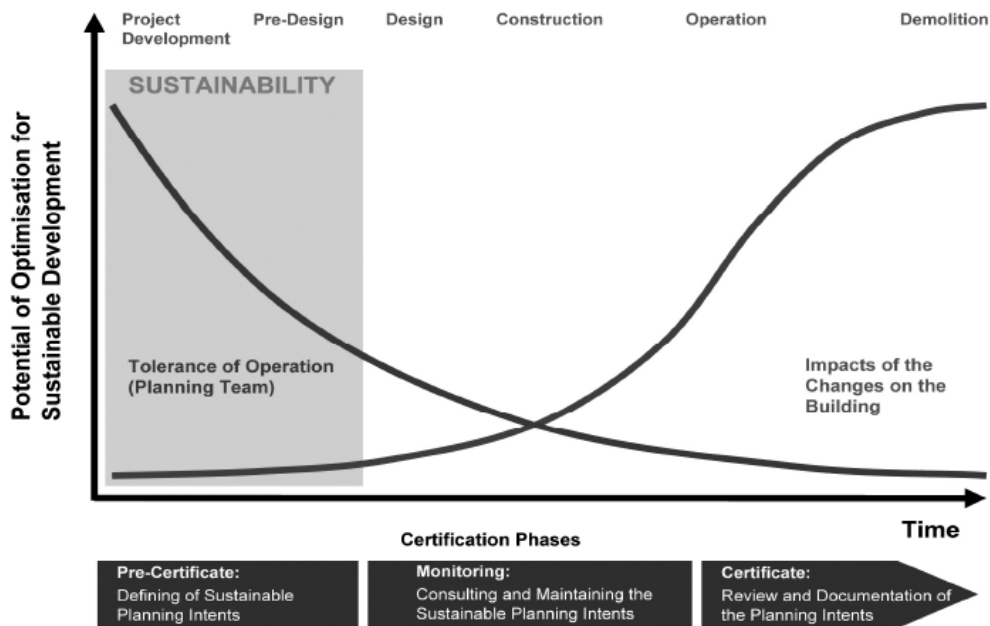 Project
Development
Pre-Design
Design
Construction
Operation
Demolition
SUSTAINABILITY
Potential of Optimisation for
Sustainable Development
Tolerance of Operation
(Planning Team)
Impacts of the
Changes on the
Building
Time
Certification Phases
Pre-Certificate:
Defining of Sustainable
Planning Intents
Monitoring:
Consulting and Maintaining the
Sustainable Planning Intents
Certificate:
Review and Documentation of
the Planning Intents